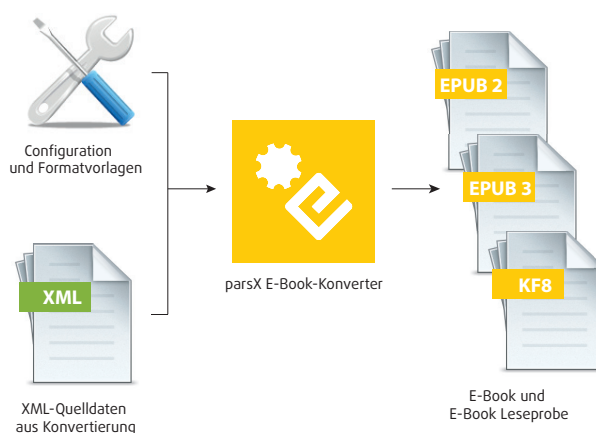 Configuration
und Formatvorlagen
XML
XML-Quelldaten
aus Konvertierung
parsX E-Book-Konverter
EPUB 2
EPUB 3
KF8
E-Book und
E-Book Leseprobe